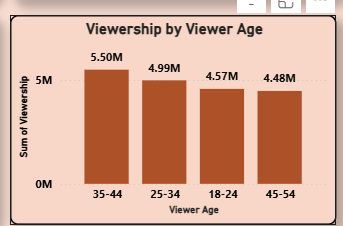 Viewership by Viewer Age
5.50M
4.99M
4.57M
4.48M
5M
0M
Sum of Viewership
35-44
25-34
18-24
45-54
Viewer Age